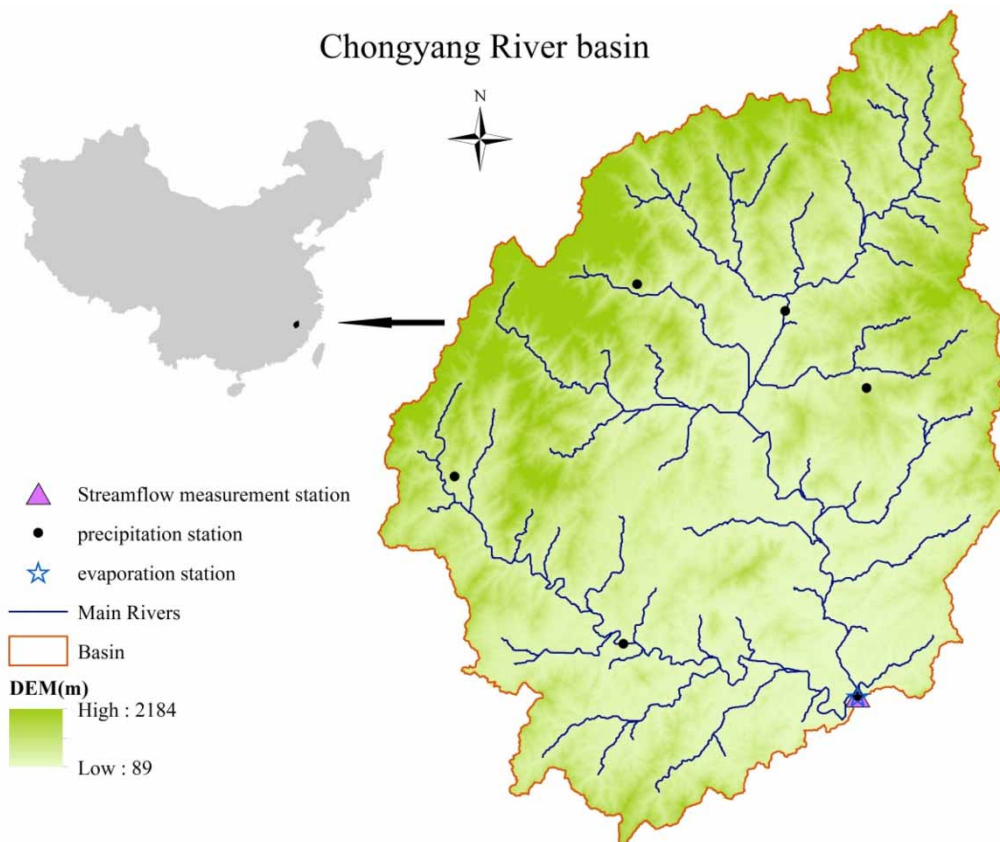 Chongyang River basin
N
Streamflow measurement station
precipitation station
evaporation station
Main Rivers
Basin
DEM(m)
High : 2184
Low : 89